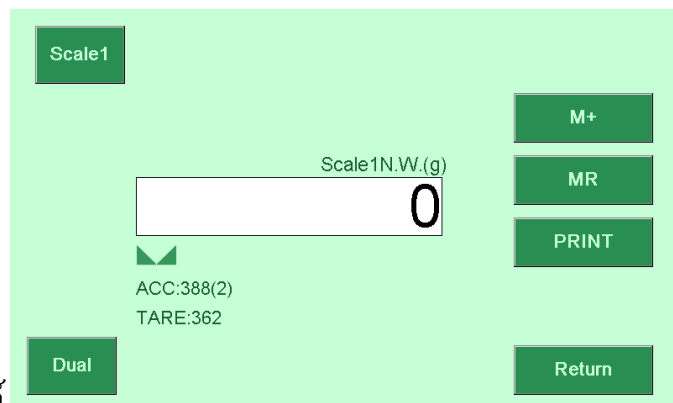 Scale1
M+
Scale1N.W.(g)
MR
0
PRINT
ACC:388(2)
TARE:362
Dual
Return